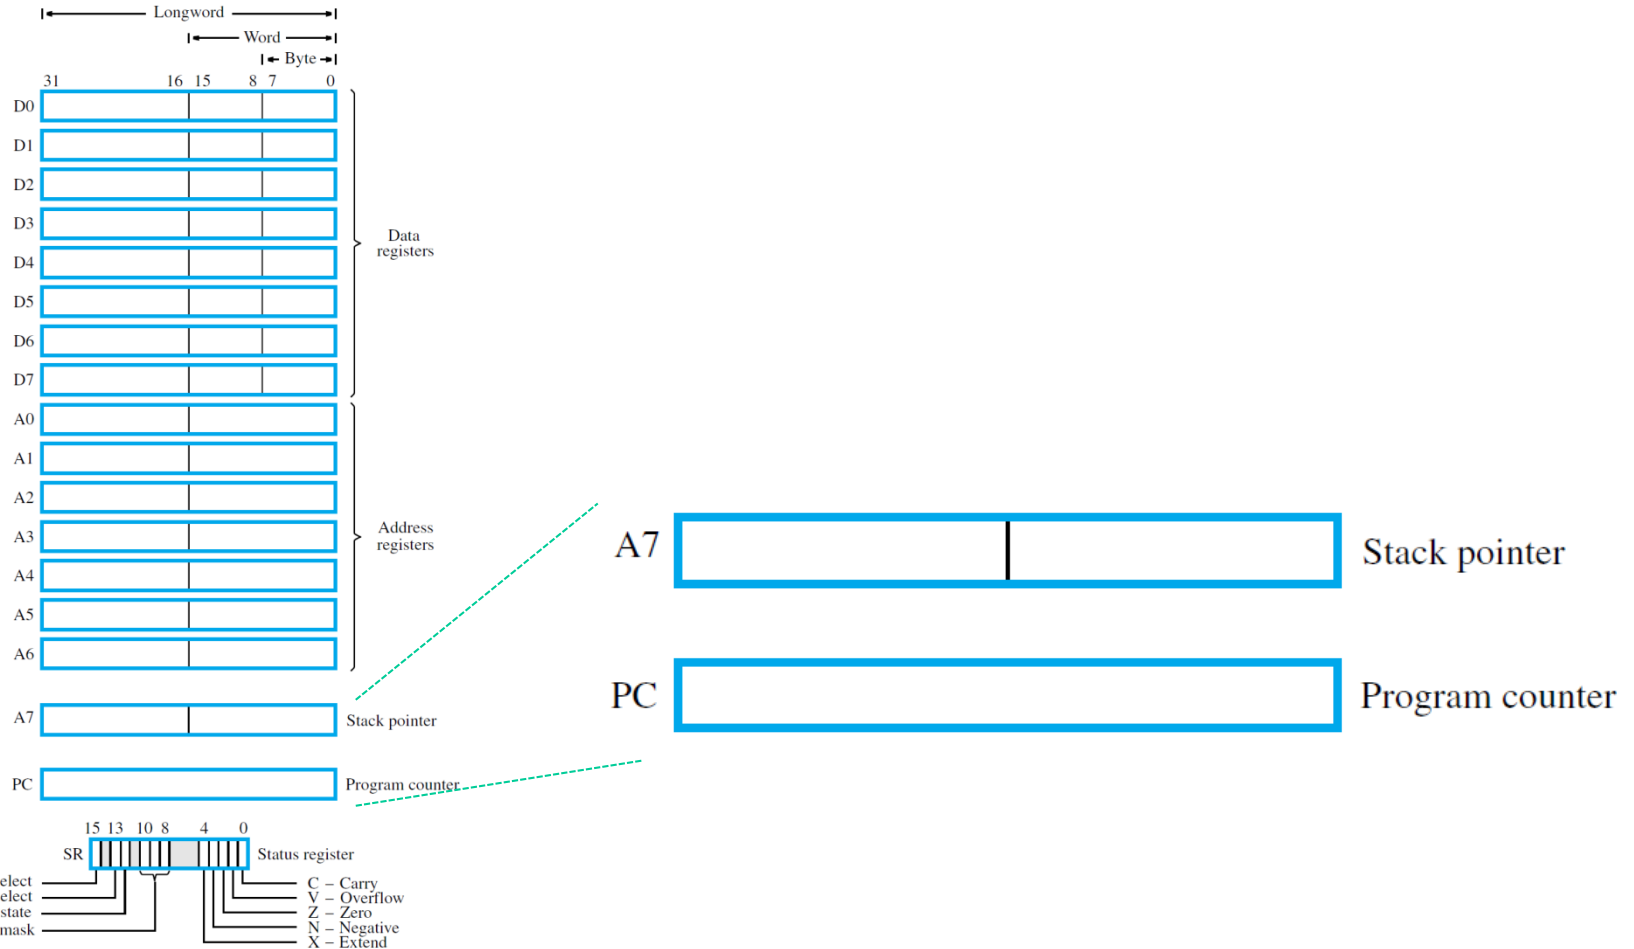 Longword
Word
Byte
31 16 15 8 7 0
D0
D1
D2
D3
D4
D5
D6
D7
Data
registers
A0
A1
A2
A3
A4
A5
A6
Address
registers
A7 Stack pointer
PC Program counter
A7 Stack pointer
PC Program counter
15 13 10 8 4 0
SR Status register
elect
elect
state
mask
C – Carry
V – Overflow
Z – Zero
N – Negative
X – Extend